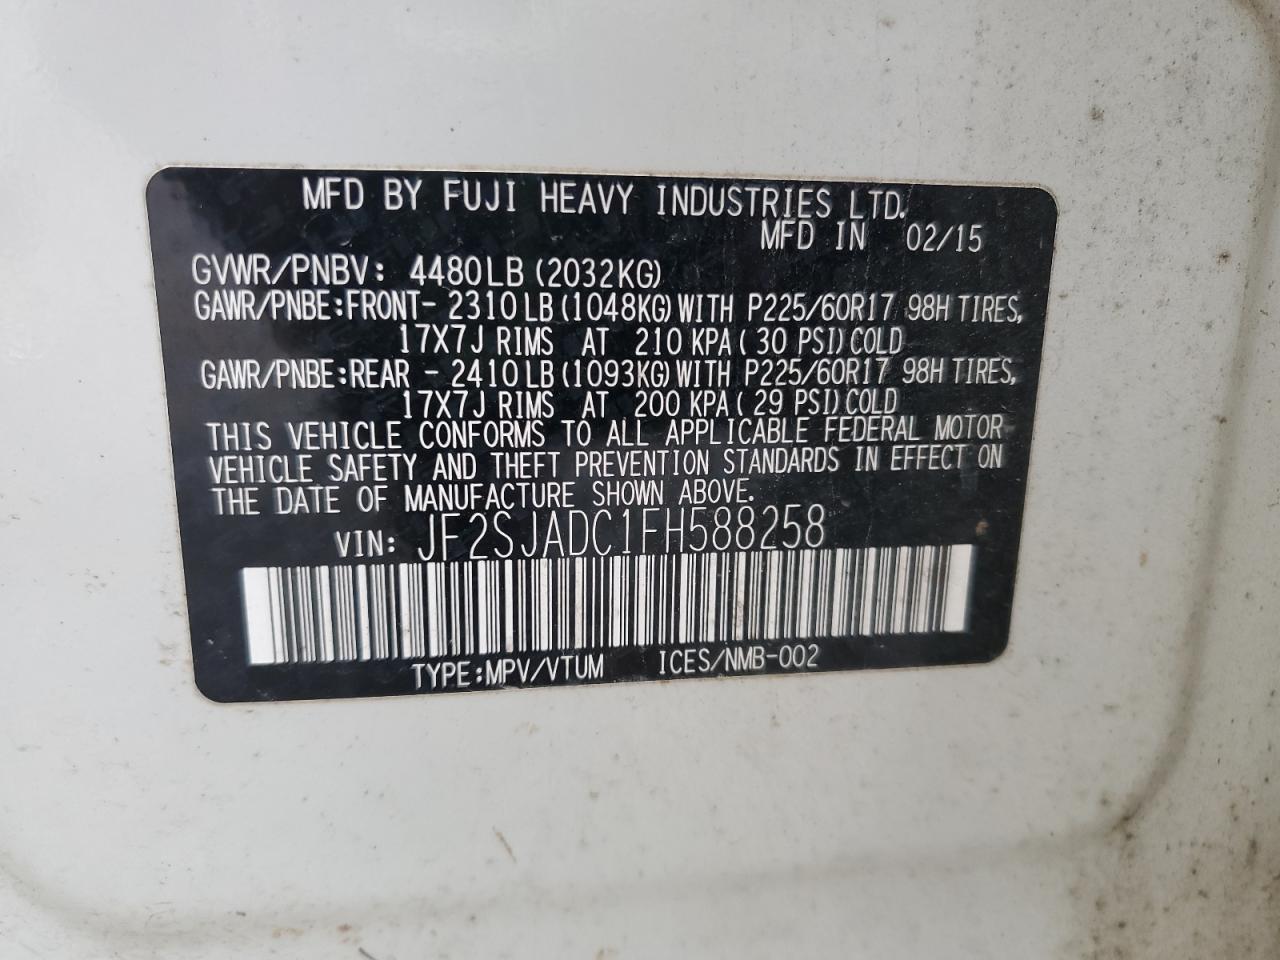 MFD BY FUJI HEAVY INDUSTRIES LTD.
MFD IN 02/15
GVWR/PNBV: 4480LB (2032KG)
GAWR/PNBE:FRONT- 2310LB (1048KG) WITH P225/60R17 98H TIRES,
17X7J RIMS AT 210 KPA ( 30 PSI) COLD
GAWR/PNBE:REAR - 2410LB (1093KG) WITH P225/60R17 98H TIRES,
17X7J RIMS AT 200 KPA ( 29 PSI) COLD
THIS VEHICLE CONFORMS TO ALL APPLICABLE FEDERAL MOTOR
VEHICLE SAFETY AND THEFT PREVENTION STANDARDS IN EFFECT ON
THE DATE OF MANUFACTURE SHOWN ABOVE.
VIN: JF2SJADC1FH588258
TYPE:MPV/VTUM ICES/NMB-002